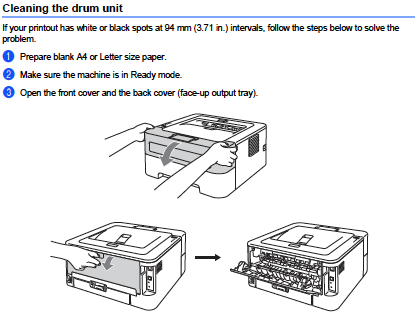 Cleaning the drum unit
If your printout has white or black spots at 94 mm (3.71 in.) intervals, follow the steps below to solve the
problem.
1 Prepare blank A4 or Letter size paper.
2 Make sure the machine is in Ready mode.
3 Open the front cover and the back cover (face-up output tray).